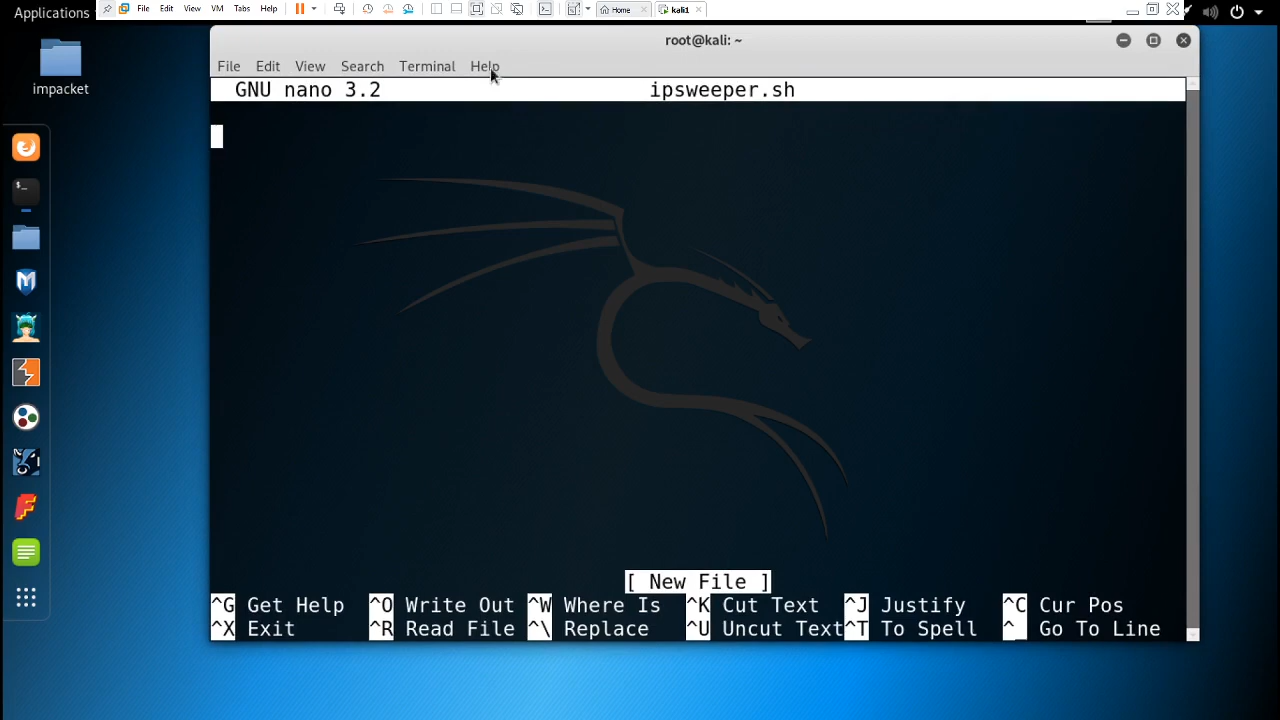 Applications File Edit View VM Tabs Help Home kali1
root@kali: ~
impacket
File Edit View Search Terminal Help
GNU nano 3.2 ipsweeper.sh
[ New File ]
^G Get Help ^O Write Out ^W Where Is ^K Cut Text ^J Justify ^C Cur Pos
^X Exit ^R Read File ^\ Replace ^U Uncut Text ^T To Spell ^_ Go To Line